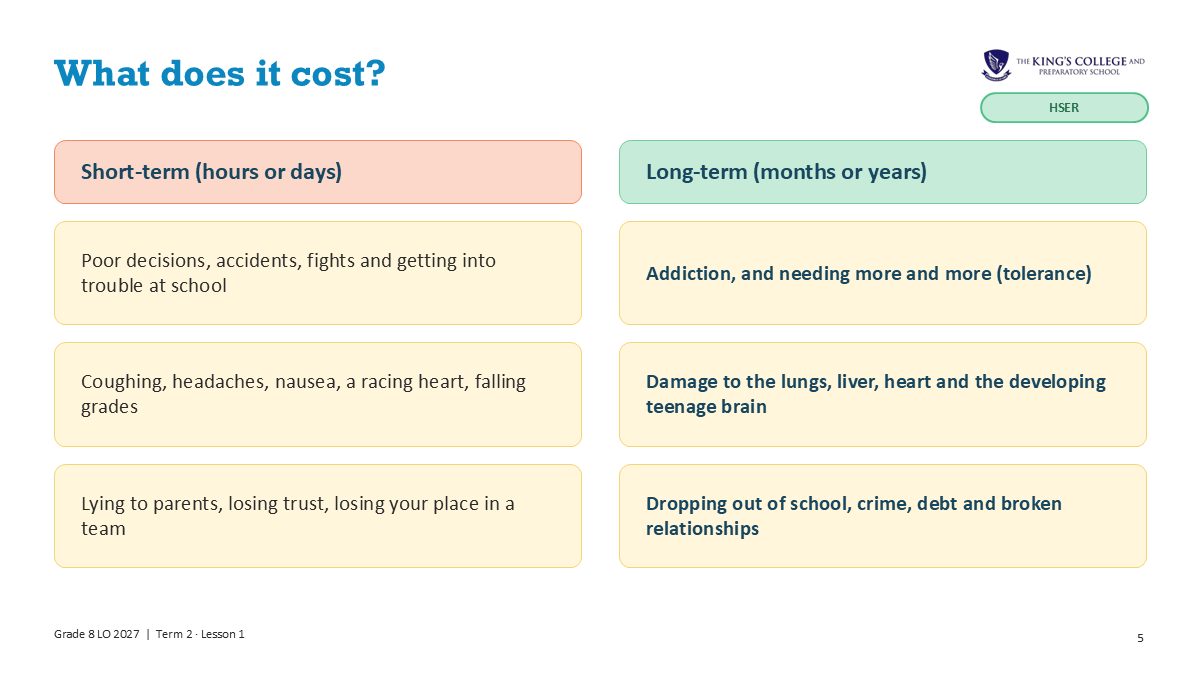 What does it cost?
THE KING'S COLLEGE AND
PREPARATORY SCHOOL
HSER
Short-term (hours or days)
Long-term (months or years)
Poor decisions, accidents, fights and getting into
trouble at school
Addiction, and needing more and more (tolerance)
Coughing, headaches, nausea, a racing heart, falling
grades
Damage to the lungs, liver, heart and the developing
teenage brain
Lying to parents, losing trust, losing your place in a
team
Dropping out of school, crime, debt and broken
relationships
Grade 8 LO 2027 | Term 2 · Lesson 1
5